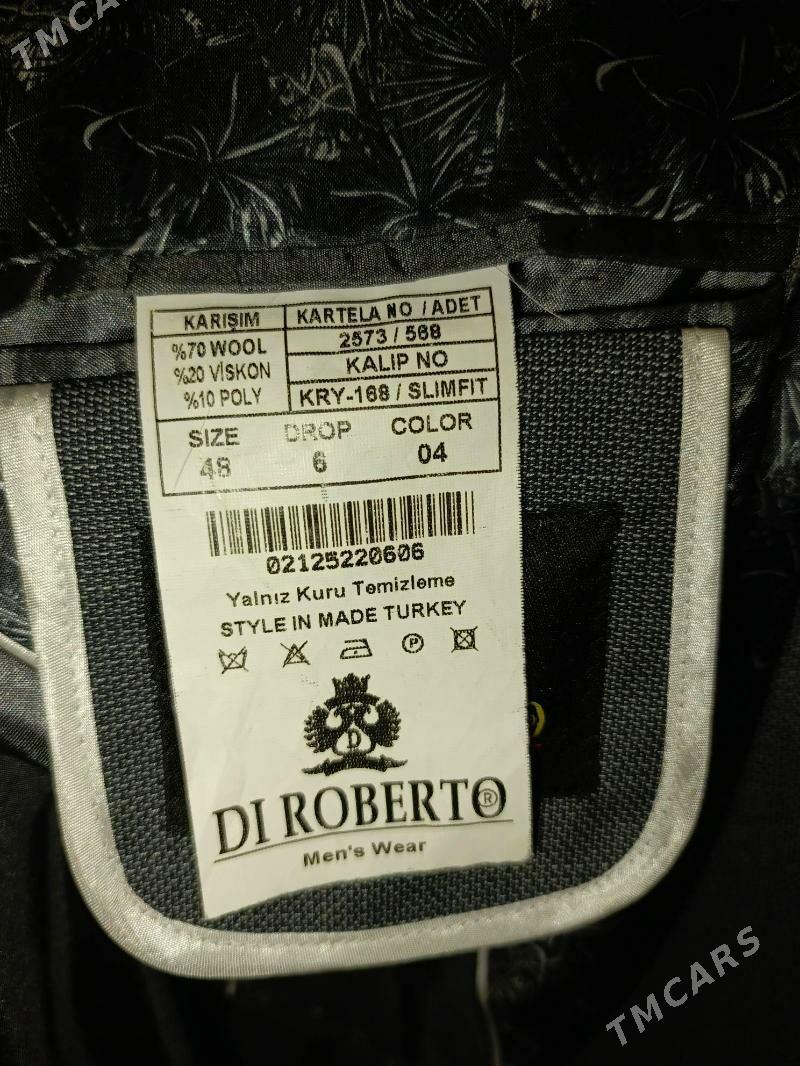 TMCARS
KARIŞIM
KARTELA NO / ADET
%70 WOOL
2573 / 568
%20 VİSKON
KALIP NO
%10 POLY
KRY-168 / SLIMFIT
SIZE DROP COLOR
48 6 04
02125220606
Yalnız Kuru Temizleme
STYLE IN MADE TURKEY
P
D
DI ROBERTO ®
Men's Wear
TMCARS